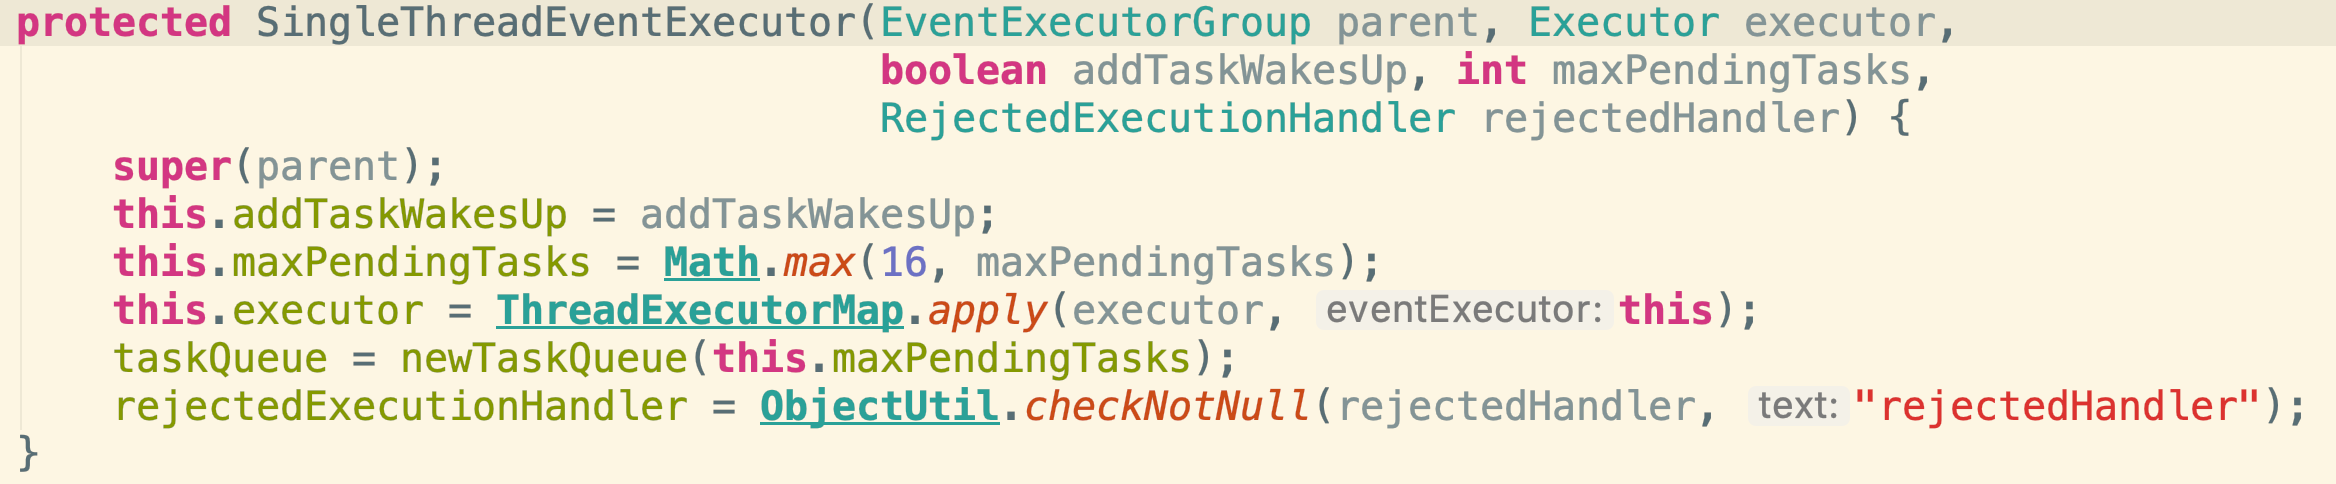 protected SingleThreadEventExecutor(EventExecutorGroup parent, Executor executor,
boolean addTaskWakesUp, int maxPendingTasks,
RejectedExecutionHandler rejectedHandler) {
super(parent);
this.addTaskWakesUp = addTaskWakesUp;
this.maxPendingTasks = Math.max(16, maxPendingTasks);
this.executor = ThreadExecutorMap.apply(executor, eventExecutor: this);
taskQueue = newTaskQueue(this.maxPendingTasks);
rejectedExecutionHandler = ObjectUtil.checkNotNull(rejectedHandler, text: "rejectedHandler");
}